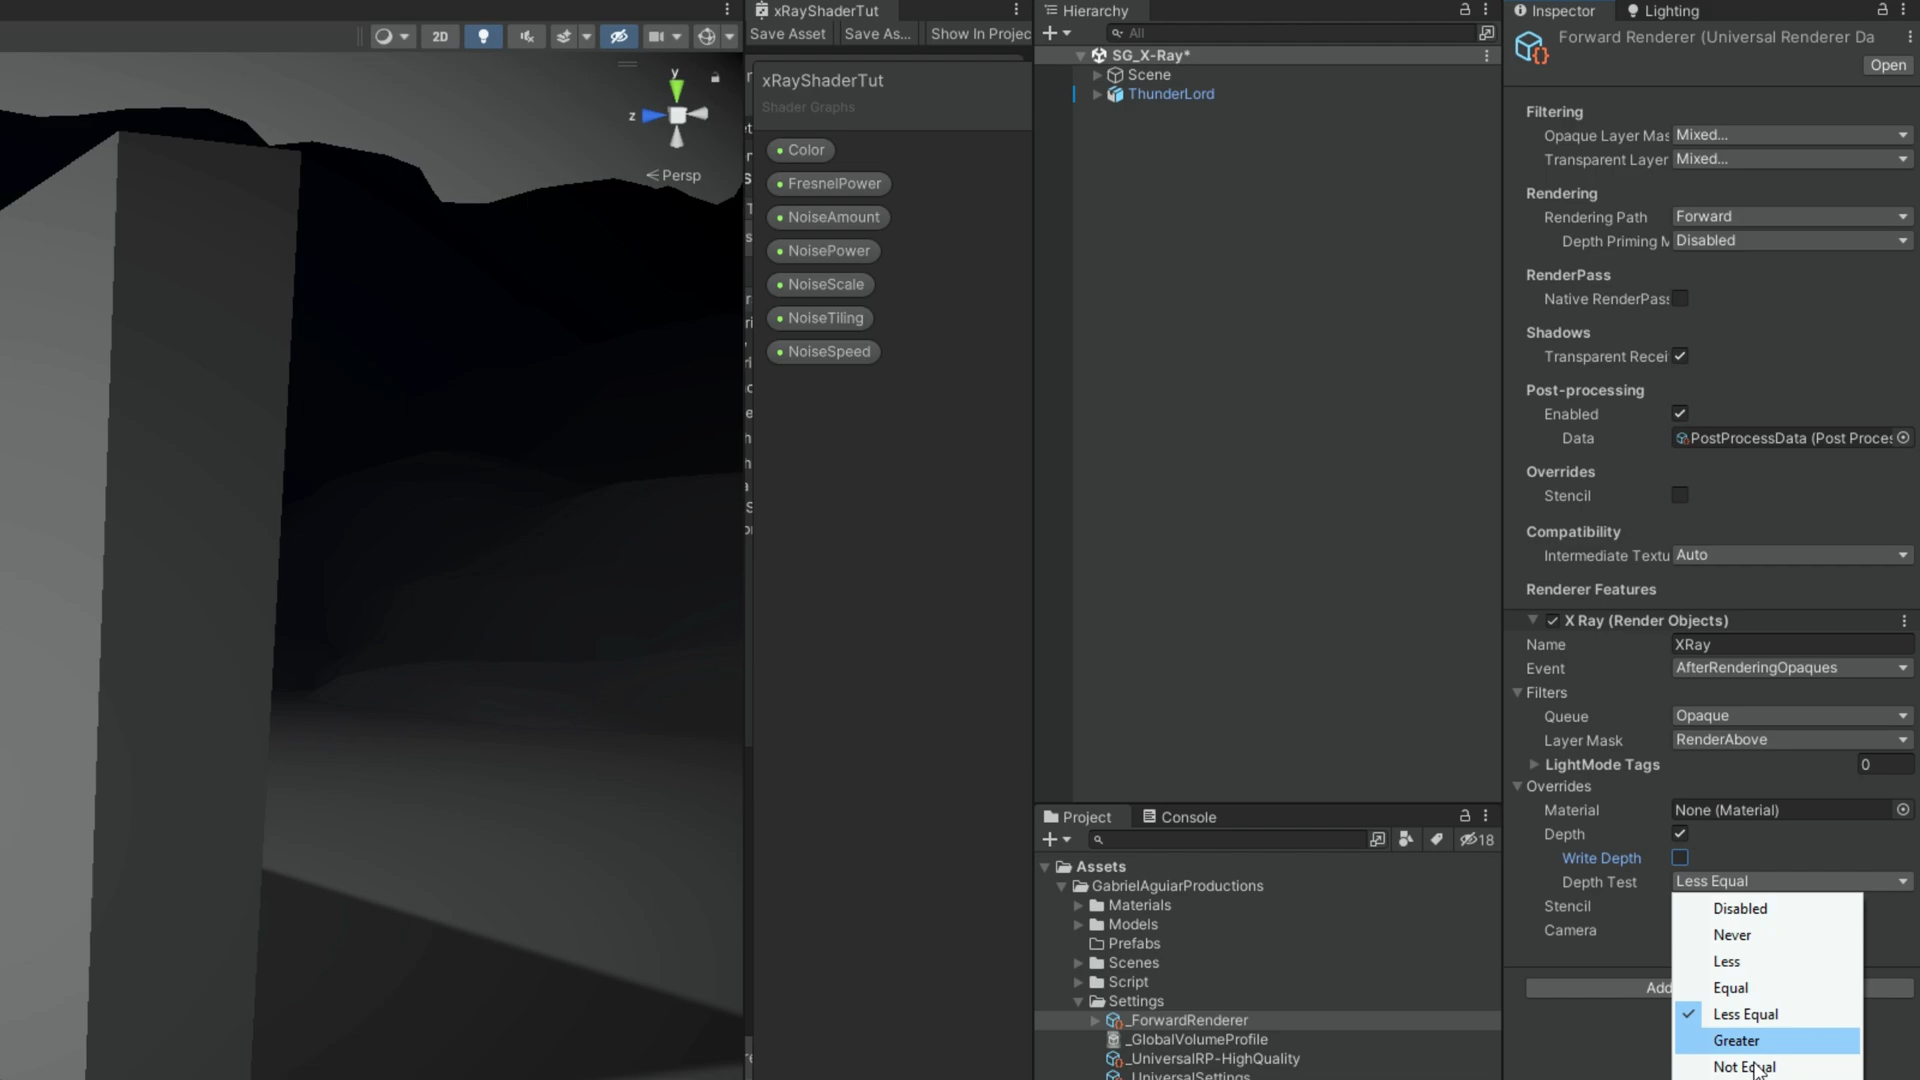 xRayShaderTut
Hierarchy
Inspector
Lighting
2D
Save Asset
Save As...
Show In Projec
All
Forward Renderer (Universal Renderer Da
Open
SG_X-Ray*
Scene
ThunderLord
y
z
Persp
xRayShaderTut
Shader Graphs
Color
FresnelPower
NoiseAmount
NoisePower
NoiseScale
NoiseTiling
NoiseSpeed
Filtering
Opaque Layer Mas Mixed...
Transparent Layer Mixed...
Rendering
Rendering Path Forward
Depth Priming M Disabled
RenderPass
Native RenderPass
Shadows
Transparent Recei
Post-processing
Enabled
Data PostProcessData (Post Proces
Overrides
Stencil
Compatibility
Intermediate Textu Auto
Renderer Features
X Ray (Render Objects)
Name XRay
Event AfterRenderingOpaques
Filters
Queue Opaque
Layer Mask RenderAbove
LightMode Tags 0
Overrides
Material None (Material)
Depth
Write Depth
Depth Test Less Equal
Stencil
Camera
Add
Disabled
Never
Less
Equal
Less Equal
Greater
Not Equal
Project
Console
18
Assets
GabrielAguiarProductions
Materials
Models
Prefabs
Scenes
Script
Settings
_ForwardRenderer
_GlobalVolumeProfile
_UniversalRP-HighQuality
_UniversalSettings